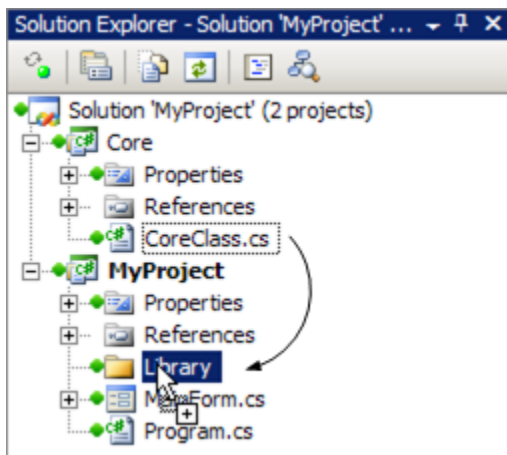 Solution Explorer - Solution 'MyProject' ...
Solution 'MyProject' (2 projects)
C# Core
Properties
References
C# CoreClass.cs
C# MyProject
Properties
References
Library
MainForm.cs
C# Program.cs